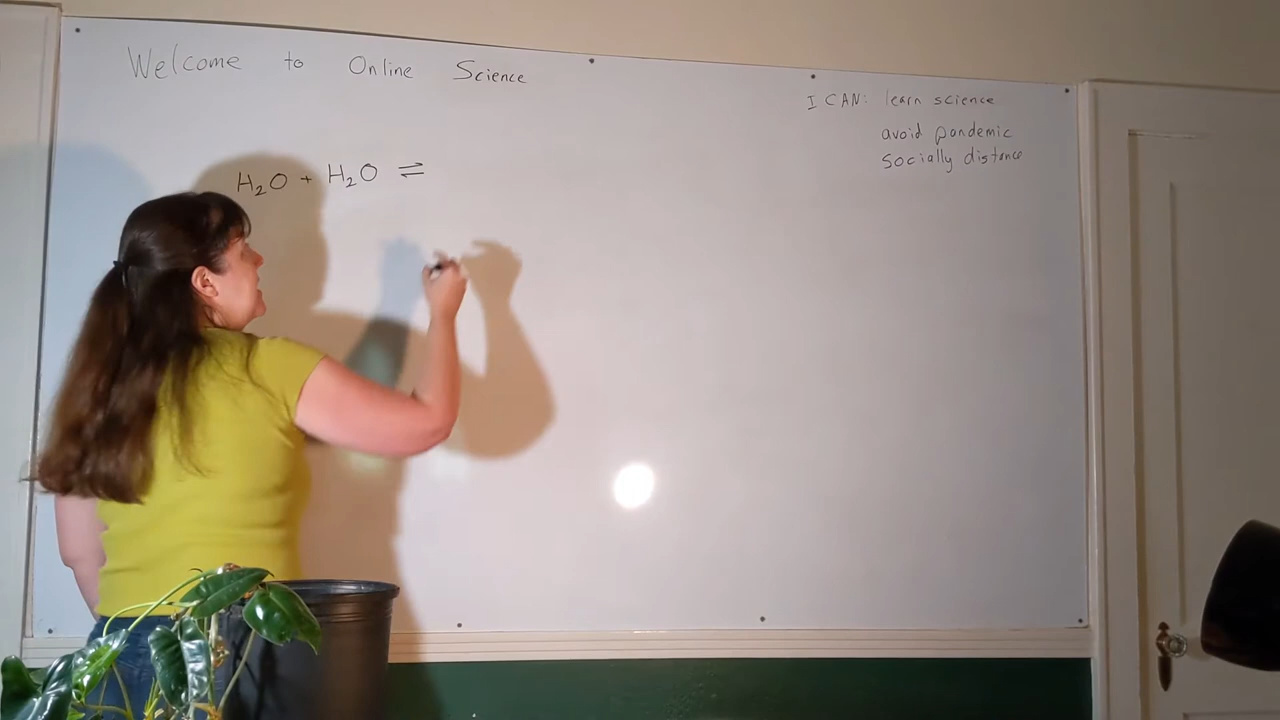 Welcome to Online Science
I CAN: learn science
avoid pandemic
socially distance
H₂O + H₂O ⇌